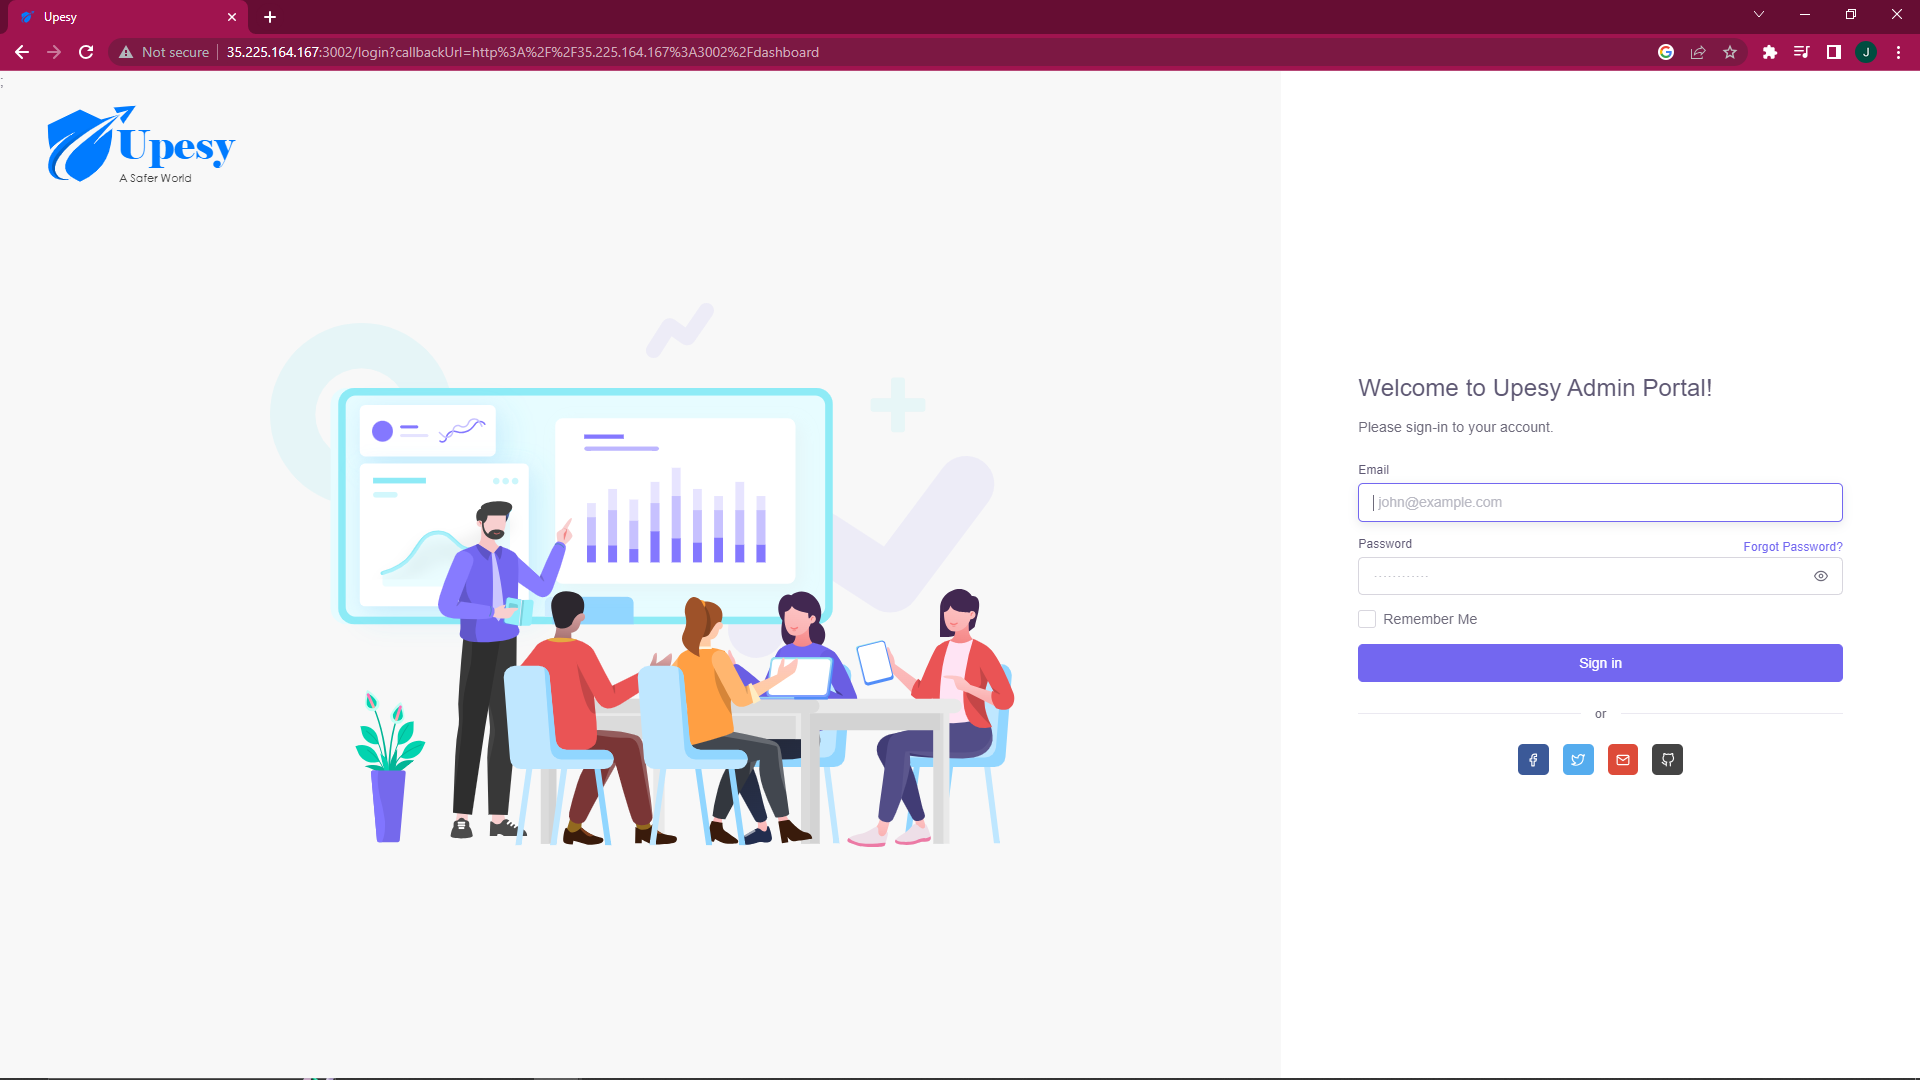 Upesy
Not secure
35.225.164.167:3002/login?callbackUrl=http%3A%2F%2F35.225.164.167%3A3002%2Fdashboard
J
;
Upesy
A Safer World
Welcome to Upesy Admin Portal!
Please sign-in to your account.
Email
john@example.com
Password
Forgot Password?
············
Remember Me
Sign in
or